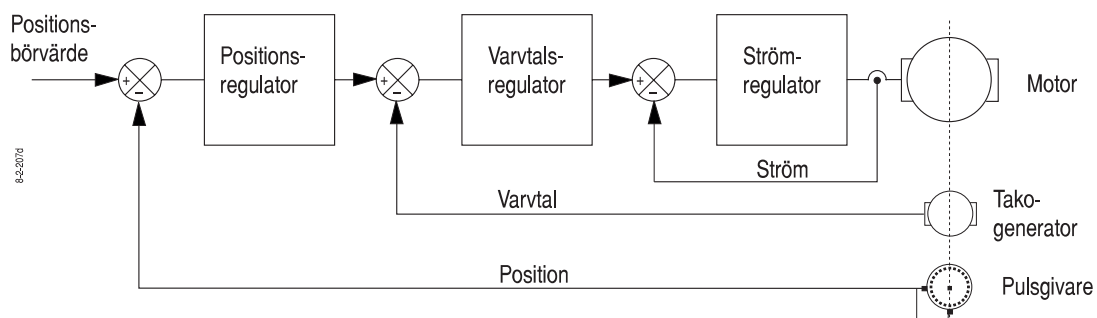 Positions-
börvärde
Positions-
regulator
Varvtals-
regulator
Ström-
regulator
Motor
Ström
Varvtal
Tako-
generator
Position
Pulsgivare
8-2-207d
+
−
+
−
+
−